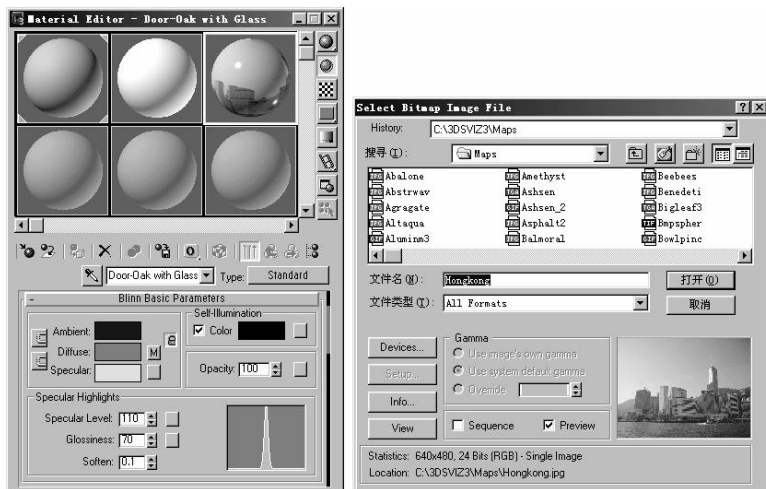 Material Editor - Door-Oak with Glass
Door-Oak with Glass Type: Standard
- Blinn Basic Parameters
Ambient:
Diffuse: M
Specular:
Self-Illumination
Color
Opacity: 100
Specular Highlights
Specular Level: 110
Glossiness: 70
Soften: 0.1
Select Bitmap Image File
History: C:\3DSVIZ3\Maps
搜寻(I): Maps
Abalone Amethyst Beebees
Abstrwav Ashsen Benedeti
Agragate Ashsen_2 Bigleaf3
Altaqua Asphalt2 Bmpspher
Aluminm3 Balmoral Bowlpinc
文件名(N): Hongkong 打开(O)
文件类型(T): All Formats 取消
Devices...
Setup...
Info...
View
Gamma
Use image's own gamma
Use system default gamma
Override
Sequence Preview
Statistics: 640x480, 24 Bits (RGB) - Single Image
Location: C:\3DSVIZ3\Maps\Hongkong.jpg